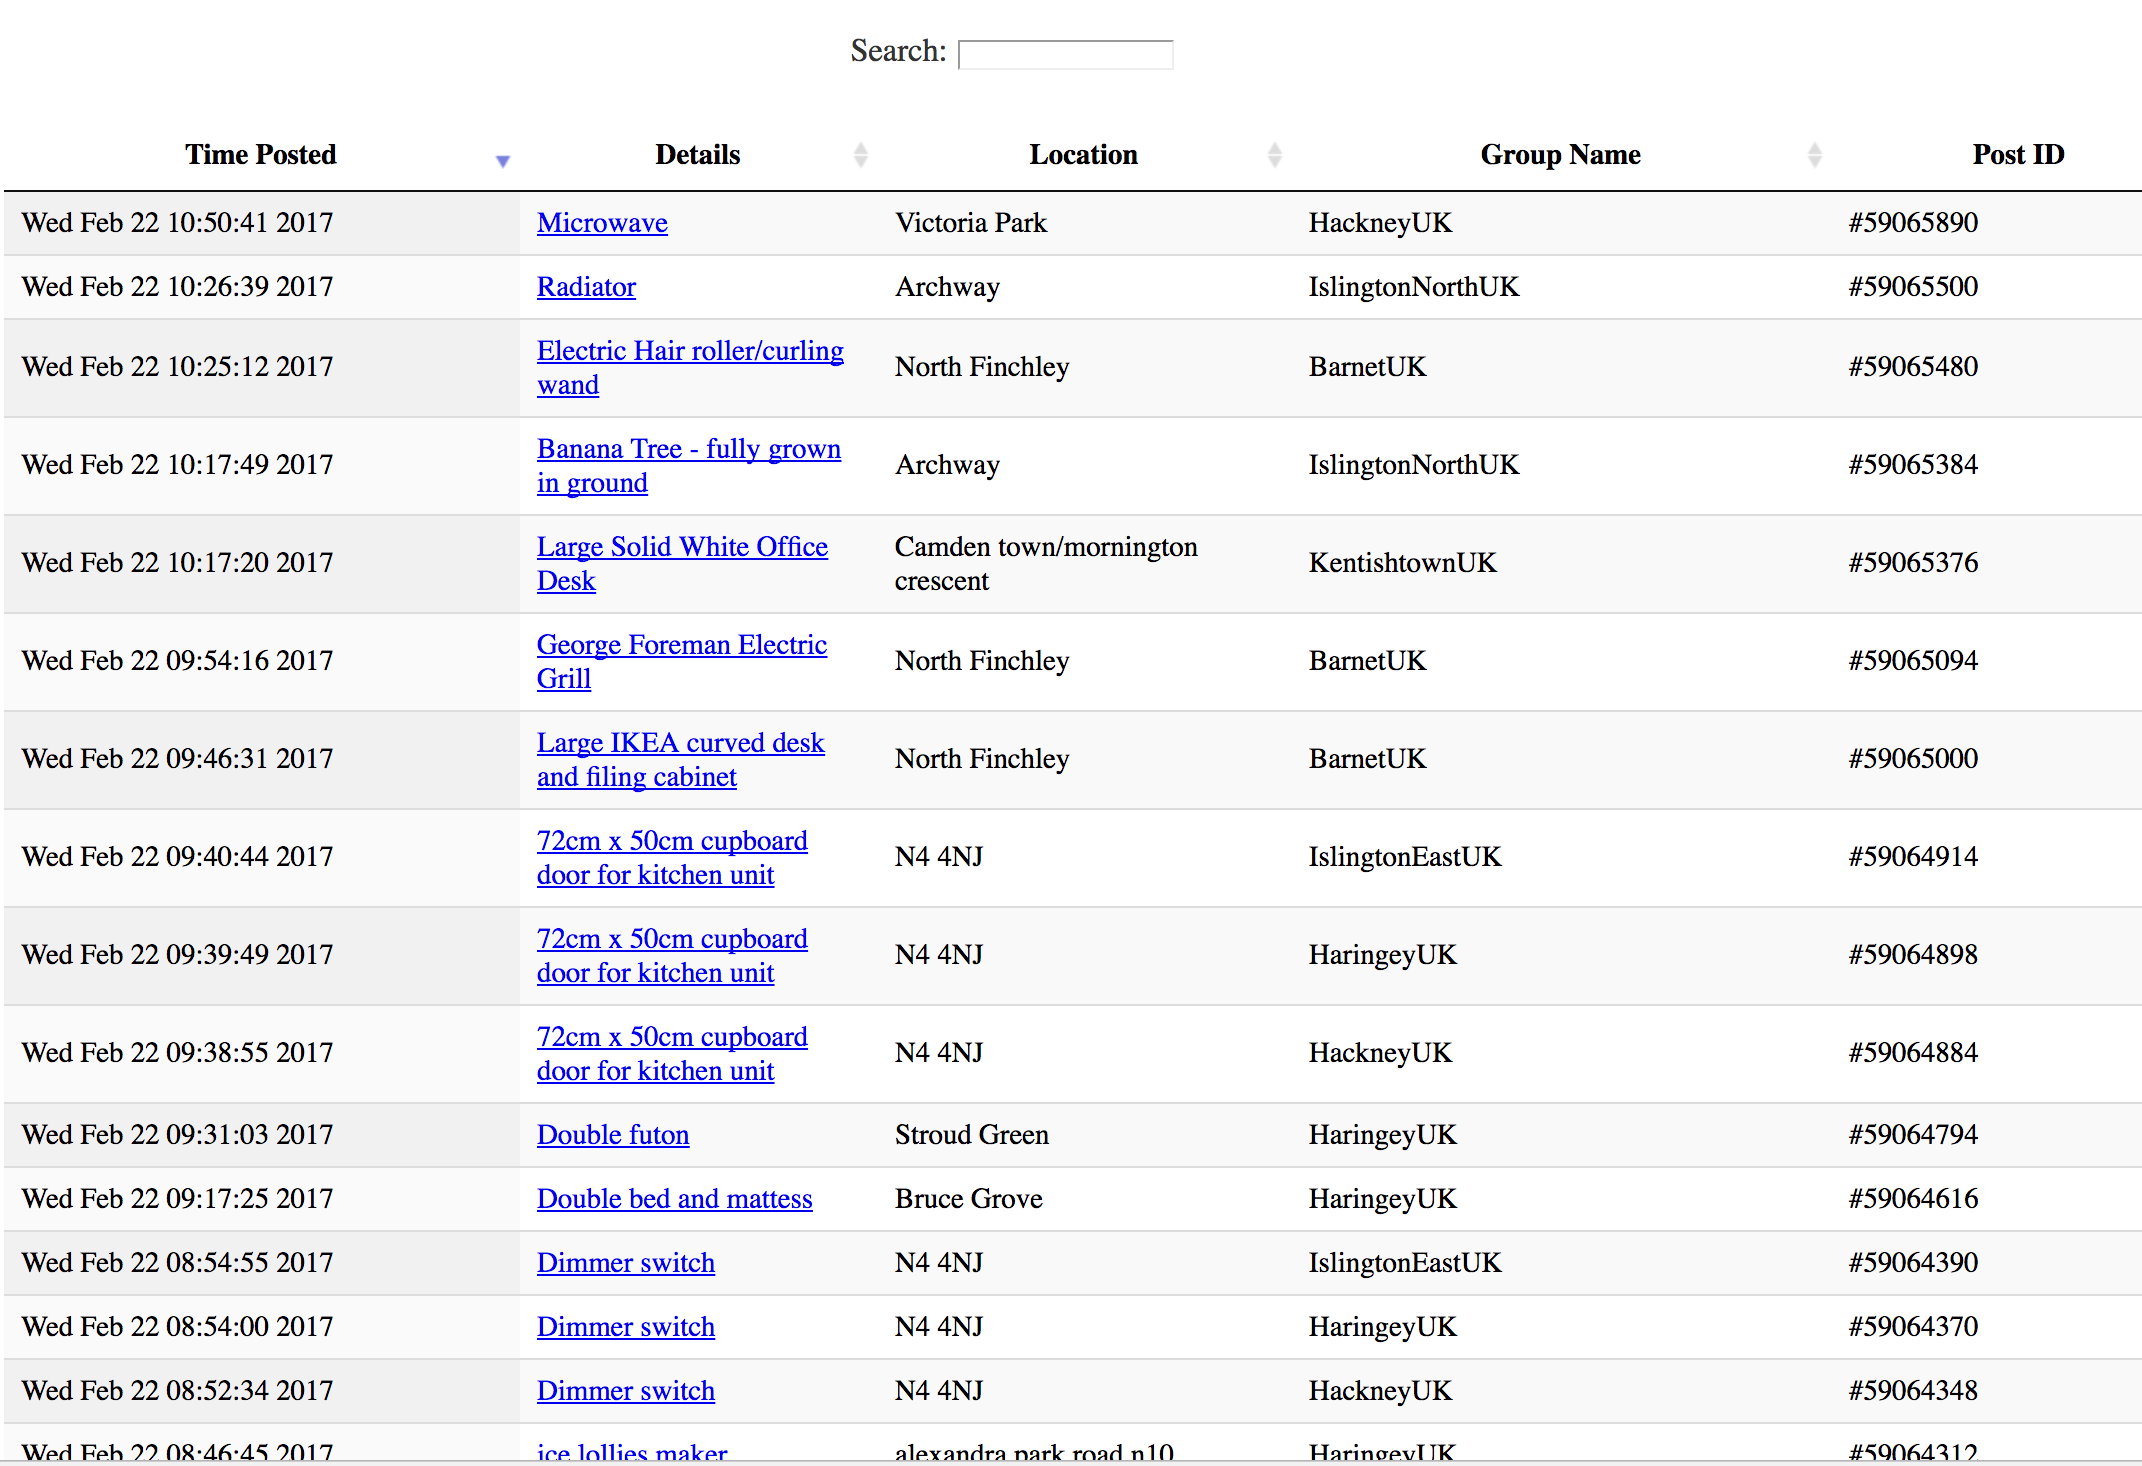 Search:
Time Posted Details Location Group Name Post ID
Wed Feb 22 10:50:41 2017 Microwave Victoria Park HackneyUK #59065890
Wed Feb 22 10:26:39 2017 Radiator Archway IslingtonNorthUK #59065500
Wed Feb 22 10:25:12 2017 Electric Hair roller/curling
wand North Finchley BarnetUK #59065480
Wed Feb 22 10:17:49 2017 Banana Tree - fully grown
in ground Archway IslingtonNorthUK #59065384
Wed Feb 22 10:17:20 2017 Large Solid White Office
Desk Camden town/mornington
crescent KentishtownUK #59065376
Wed Feb 22 09:54:16 2017 George Foreman Electric
Grill North Finchley BarnetUK #59065094
Wed Feb 22 09:46:31 2017 Large IKEA curved desk
and filing cabinet North Finchley BarnetUK #59065000
Wed Feb 22 09:40:44 2017 72cm x 50cm cupboard
door for kitchen unit N4 4NJ IslingtonEastUK #59064914
Wed Feb 22 09:39:49 2017 72cm x 50cm cupboard
door for kitchen unit N4 4NJ HaringeyUK #59064898
Wed Feb 22 09:38:55 2017 72cm x 50cm cupboard
door for kitchen unit N4 4NJ HackneyUK #59064884
Wed Feb 22 09:31:03 2017 Double futon Stroud Green HaringeyUK #59064794
Wed Feb 22 09:17:25 2017 Double bed and mattess Bruce Grove HaringeyUK #59064616
Wed Feb 22 08:54:55 2017 Dimmer switch N4 4NJ IslingtonEastUK #59064390
Wed Feb 22 08:54:00 2017 Dimmer switch N4 4NJ HaringeyUK #59064370
Wed Feb 22 08:52:34 2017 Dimmer switch N4 4NJ HackneyUK #59064348
Wed Feb 22 08:46:45 2017 ice lollies maker alexandra park road n10 HaringeyUK #59064312